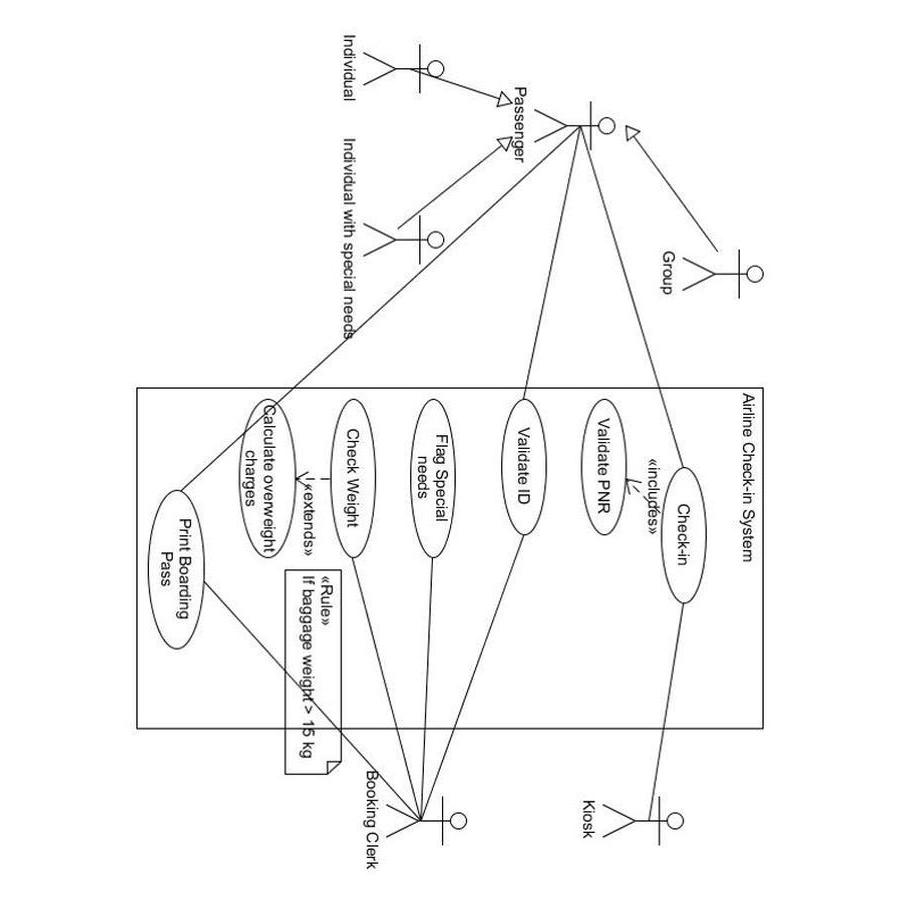 Airline Check-in System
Group
Check-in
Kiosk
«includes»
Validate PNR
Passenger
Validate ID
Flag Special
needs
Individual
Individual with special needs
Check Weight
Booking Clerk
«extends»
«Rule»
If baggage weight > 15 kg
Calculate overweight
charges
Print Boarding
Pass